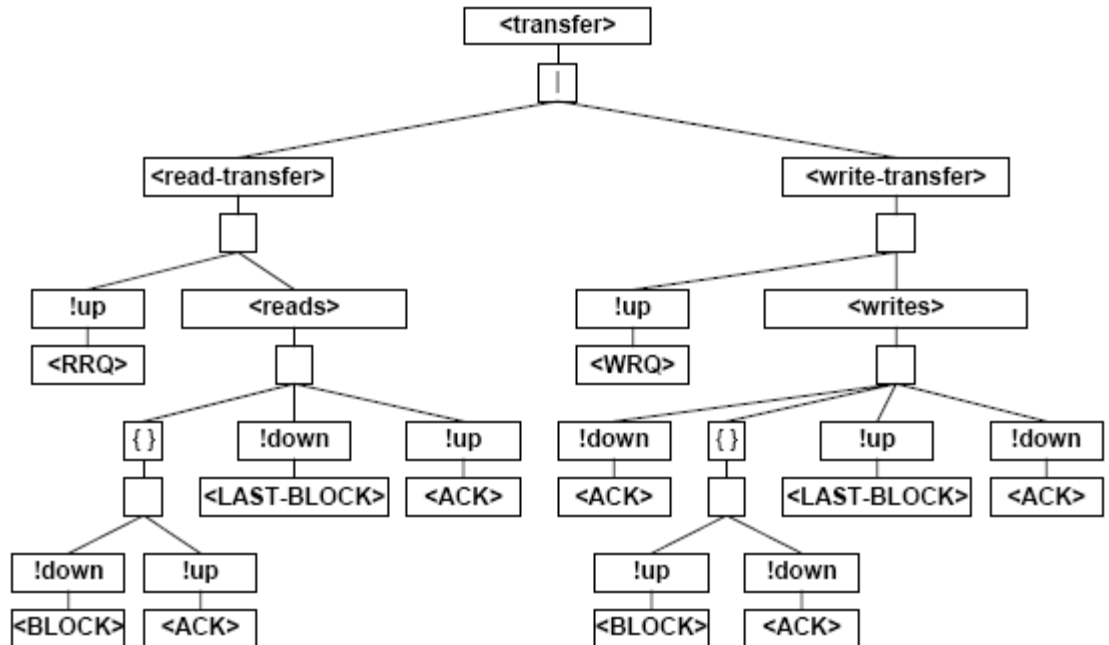 <transfer>
|
<read-transfer> <write-transfer>
!up <reads> !up <writes>
<RRQ> <WRQ>
{ } !down !up !down { } !up !down
<LAST-BLOCK> <ACK> <ACK> <LAST-BLOCK> <ACK>
!down !up !up !down
<BLOCK> <ACK> <BLOCK> <ACK>